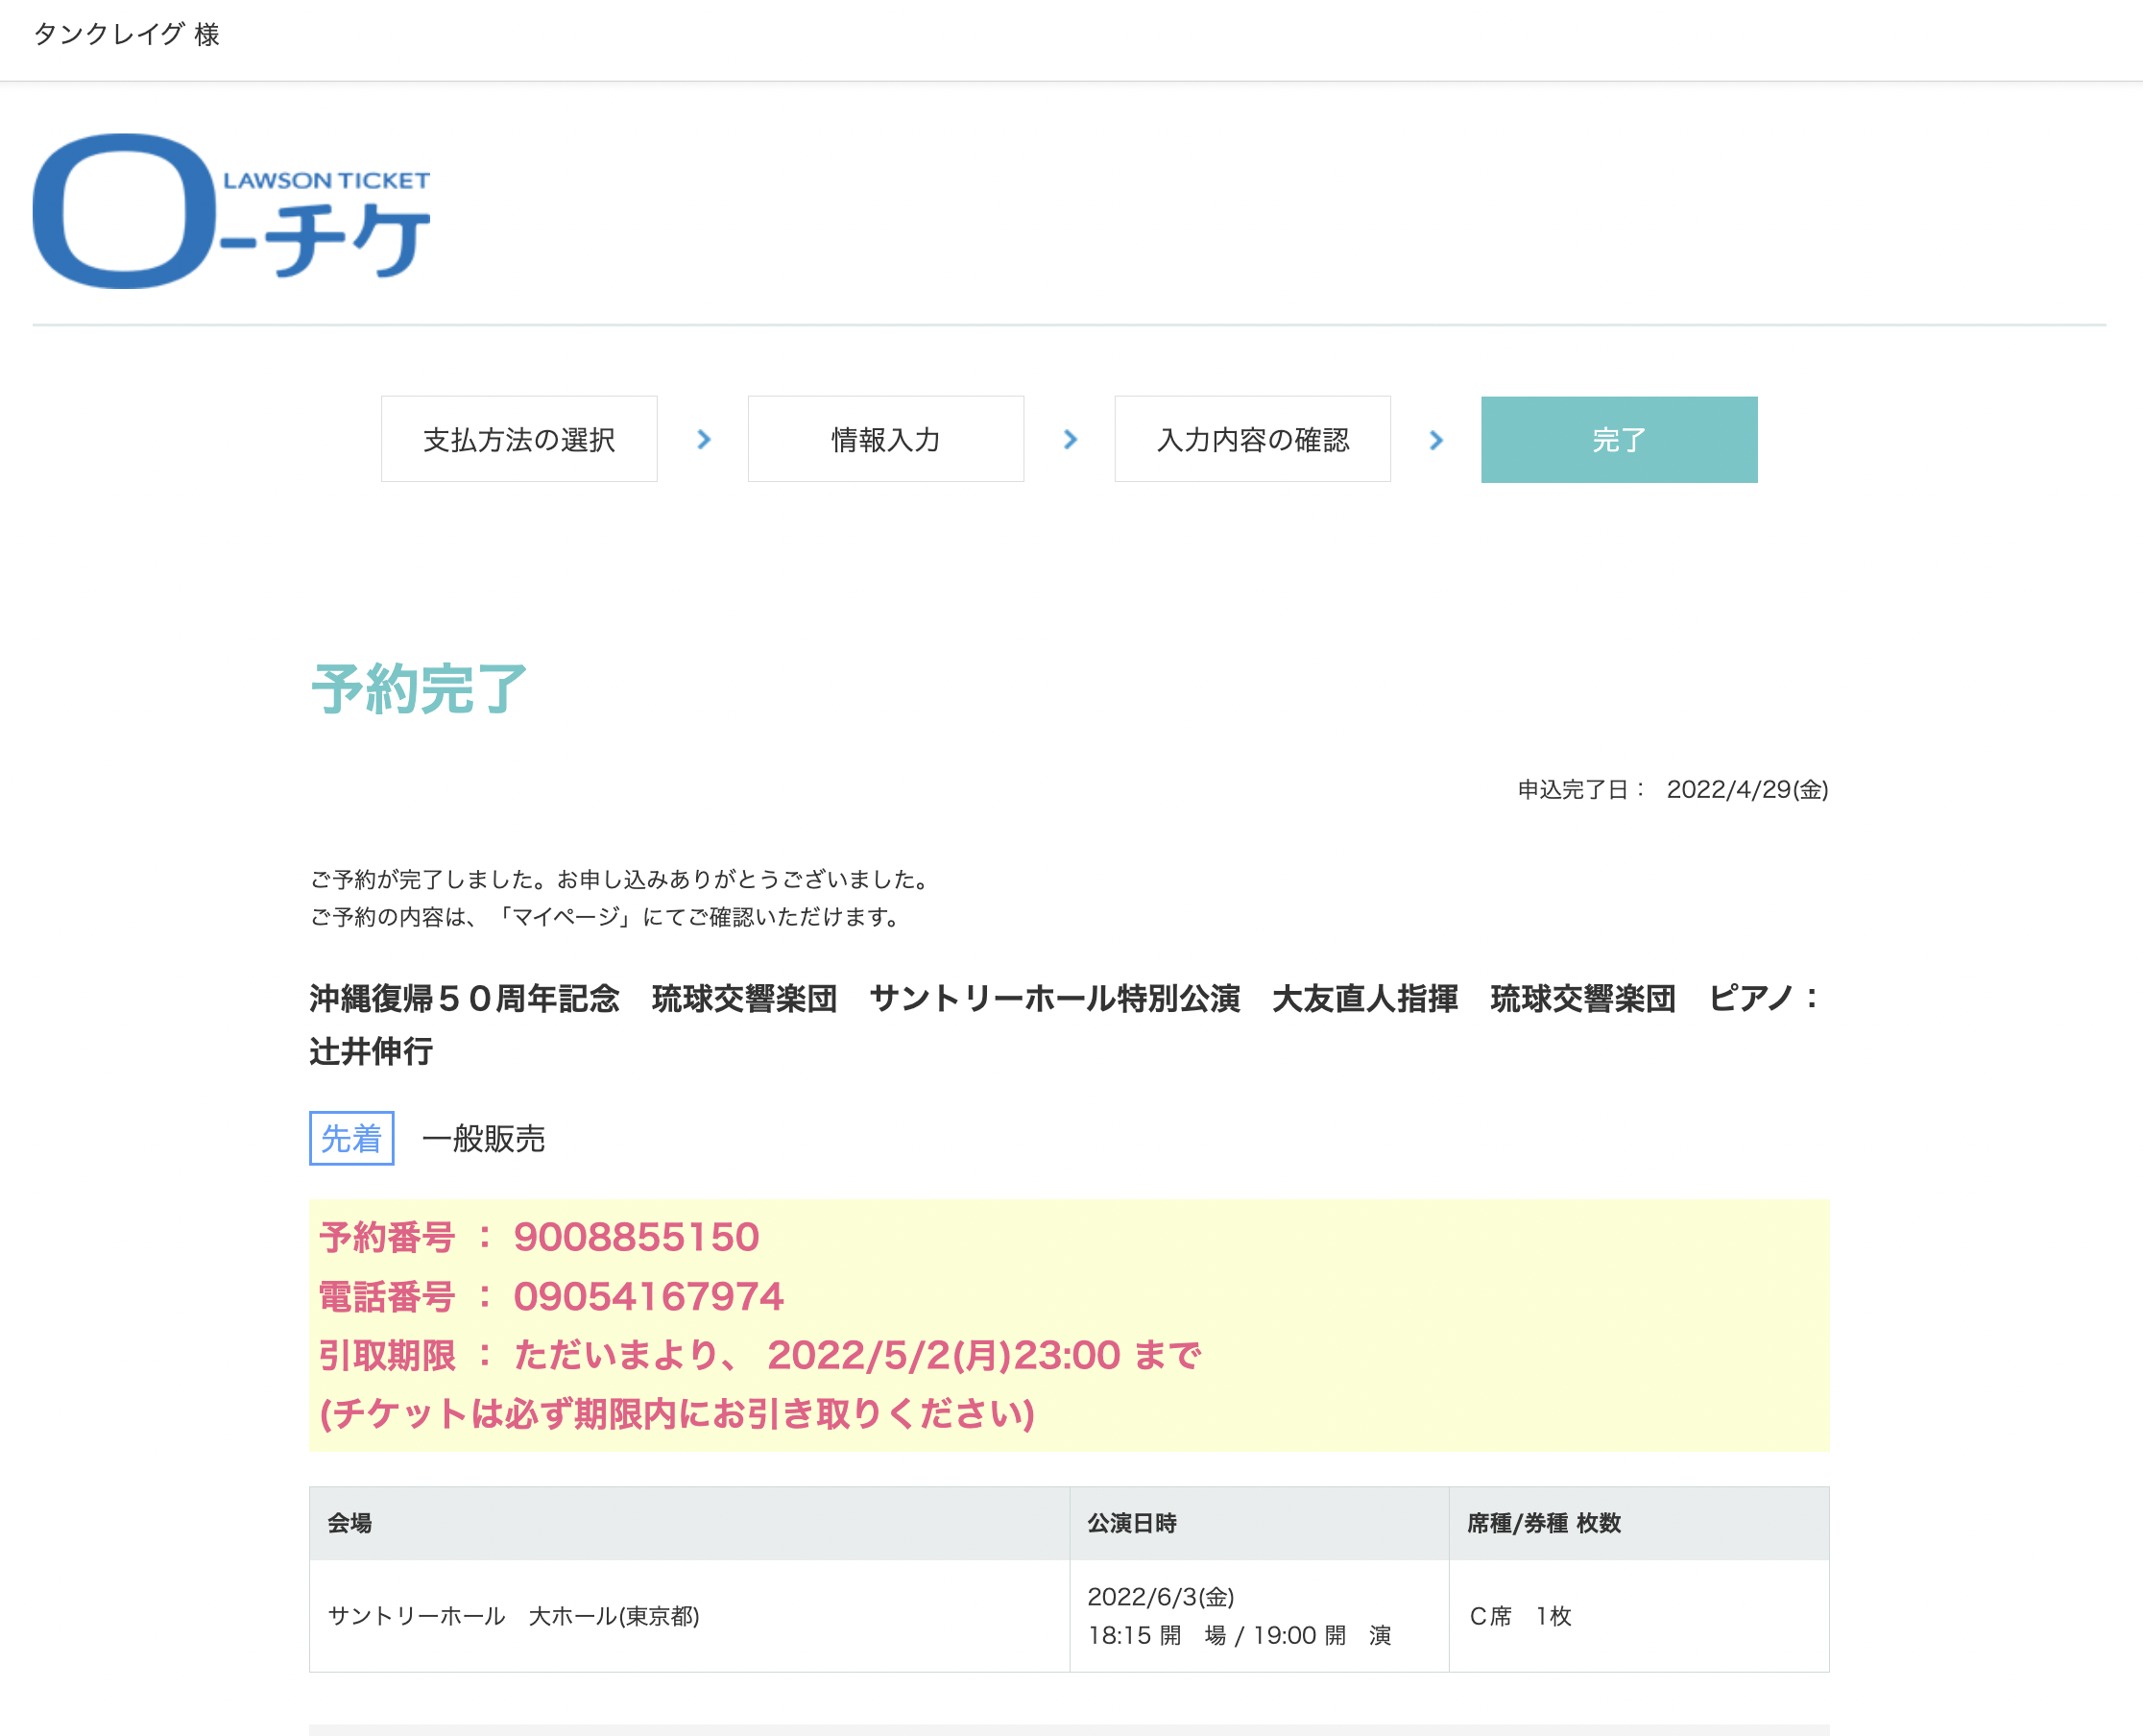 タンクレイグ 様
LAWSON TICKET
ローチケ
支払方法の選択
情報入力
入力内容の確認
完了
予約完了
申込完了日： 2022/4/29(金)
ご予約が完了しました。お申し込みありがとうございました。
ご予約の内容は、「マイページ」にてご確認いただけます。
沖縄復帰５０周年記念　琉球交響楽団　サントリーホール特別公演　大友直人指揮　琉球交響楽団　ピアノ：
辻井伸行
先着 一般販売
予約番号 ： 9008855150
電話番号 ： 09054167974
引取期限 ： ただいまより、 2022/5/2(月)23:00 まで
(チケットは必ず期限内にお引き取りください)
会場 公演日時 席種/券種 枚数
サントリーホール　大ホール(東京都)
2022/6/3(金)
18:15 開　場 / 19:00 開　演
Ｃ席　1枚